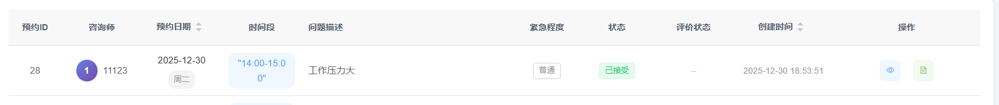 预约ID 咨询师 预约日期 时间段 问题描述 紧急程度 状态 评价状态 创建时间 操作
28 1 11123 2025-12-30 "14:00-15:0 工作压力大 普通 已接受 -- 2025-12-30 18:53:51
周二 0"